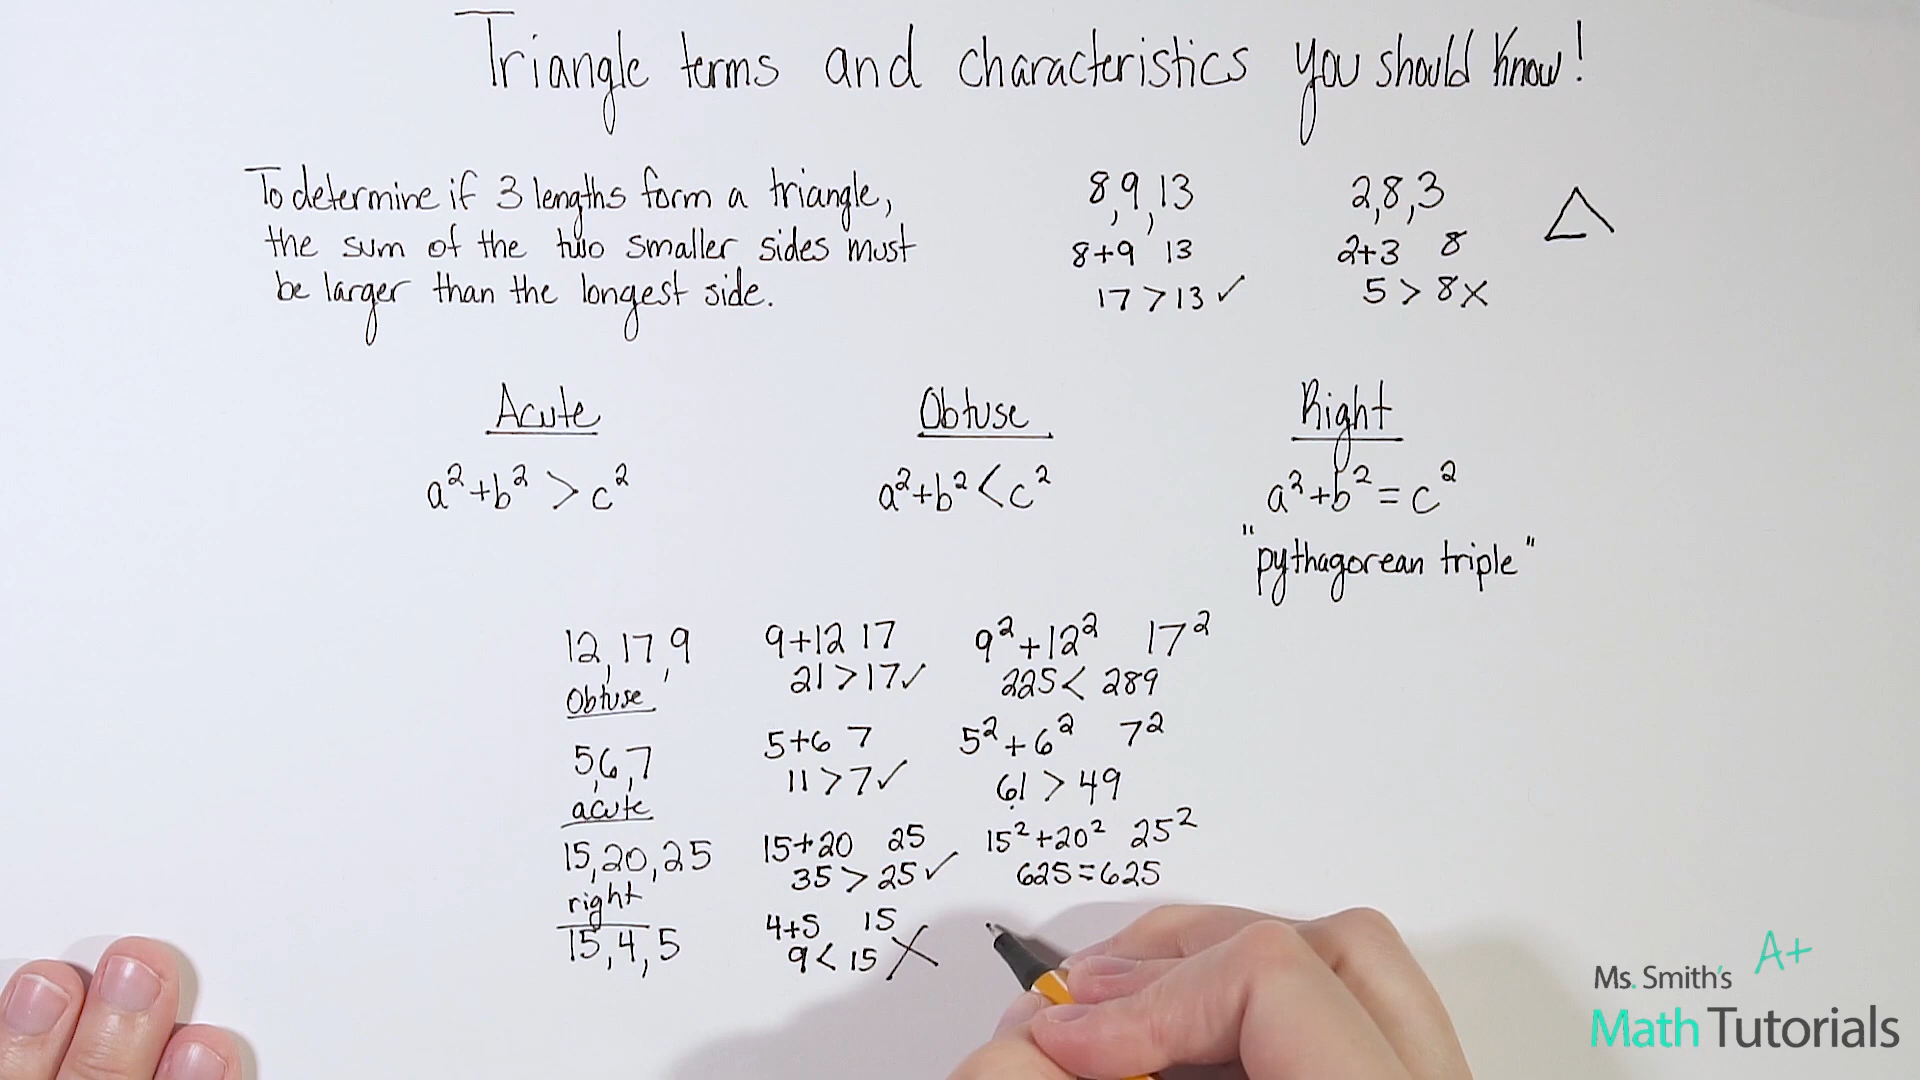 Triangle terms and characteristics you should know!
To determine if 3 lengths form a triangle,
the sum of the two smaller sides must
be larger than the longest side.
8,9,13
8+9 13
17 > 13 ✓
2,8,3
2+3 8
5 > 8 X
Acute
a²+b² > c²
Obtuse
a²+b² < c²
Right
a²+b² = c²
"pythagorean triple"
12,17,9 9+12 17 9²+12² 17²
21 > 17 ✓ 225 < 289
Obtuse
5,6,7 5+6 7 5²+6² 7²
11 > 7 ✓ 61 > 49
acute
15,20,25 15+20 25 15²+20² 25²
35 > 25 ✓ 625 = 625
right
15,4,5 4+5 15
9 < 15 X
A+
Ms. Smith's
Math Tutorials